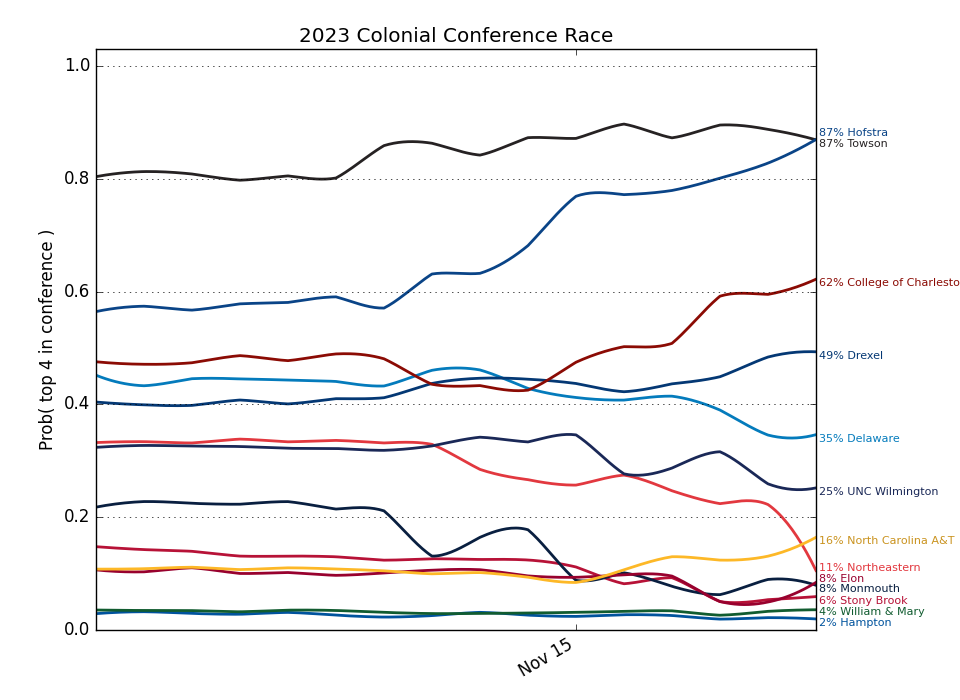 2023 Colonial Conference Race
Prob( top 4 in conference )
1.0
0.8
0.6
0.4
0.2
0.0
Nov 15
87% Hofstra
87% Towson
62% College of Charlesto
49% Drexel
35% Delaware
25% UNC Wilmington
16% North Carolina A&T
11% Northeastern
8% Elon
8% Monmouth
6% Stony Brook
4% William & Mary
2% Hampton